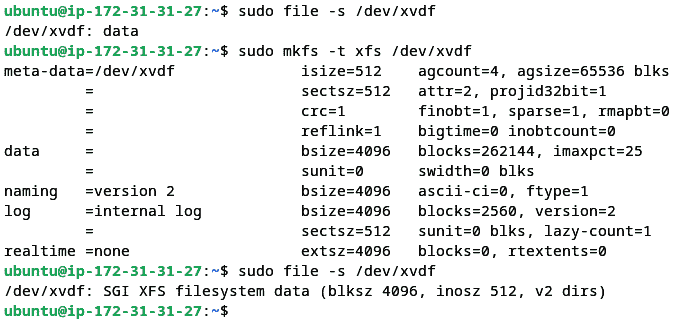 ubuntu@ip-172-31-31-27:~$ sudo file -s /dev/xvdf
/dev/xvdf: data
ubuntu@ip-172-31-31-27:~$ sudo mkfs -t xfs /dev/xvdf
meta-data=/dev/xvdf              isize=512    agcount=4, agsize=65536 blks
         =                       sectsz=512   attr=2, projid32bit=1
         =                       crc=1        finobt=1, sparse=1, rmapbt=0
         =                       reflink=1    bigtime=0 inobtcount=0
data     =                       bsize=4096   blocks=262144, imaxpct=25
         =                       sunit=0      swidth=0 blks
naming   =version 2              bsize=4096   ascii-ci=0, ftype=1
log      =internal log           bsize=4096   blocks=2560, version=2
         =                       sectsz=512   sunit=0 blks, lazy-count=1
realtime =none                   extsz=4096   blocks=0, rtextents=0
ubuntu@ip-172-31-31-27:~$ sudo file -s /dev/xvdf
/dev/xvdf: SGI XFS filesystem data (blksz 4096, inosz 512, v2 dirs)
ubuntu@ip-172-31-31-27:~$